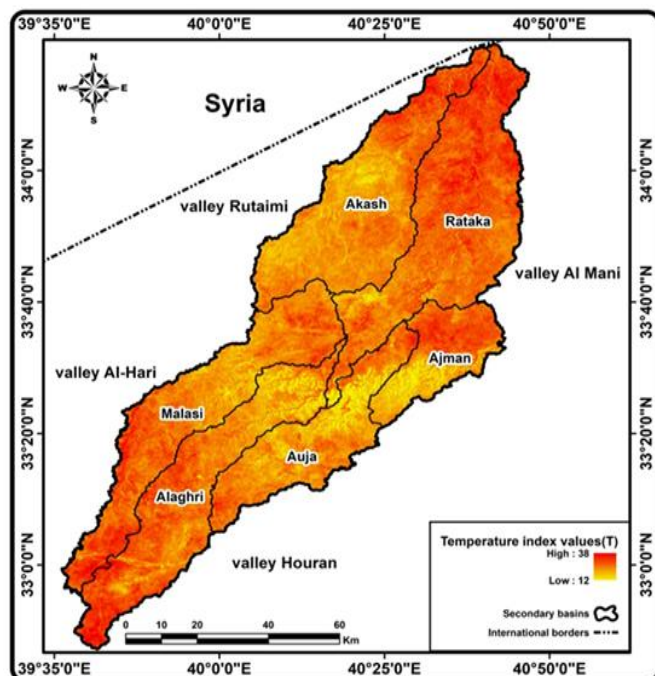 39°35'0"E 40°0'0"E 40°25'0"E 40°50'0"E
N
W E
S
Syria
34°0'0"N 34°0'0"N
valley Rutaimi
Akash
Rataka
valley Al Mani
33°40'0"N 33°40'0"N
Ajman
valley Al-Hari
Malasi
33°20'0"N 33°20'0"N
Auja
Alaghri
Temperature index values(T)
High : 38
Low : 12
valley Houran
33°0'0"N 33°0'0"N
Secondary basins
International borders
0 10 20 40 60
Km
39°35'0"E 40°0'0"E 40°25'0"E 40°50'0"E